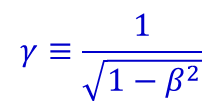 γ ≡ 1 / √(1 − β²)